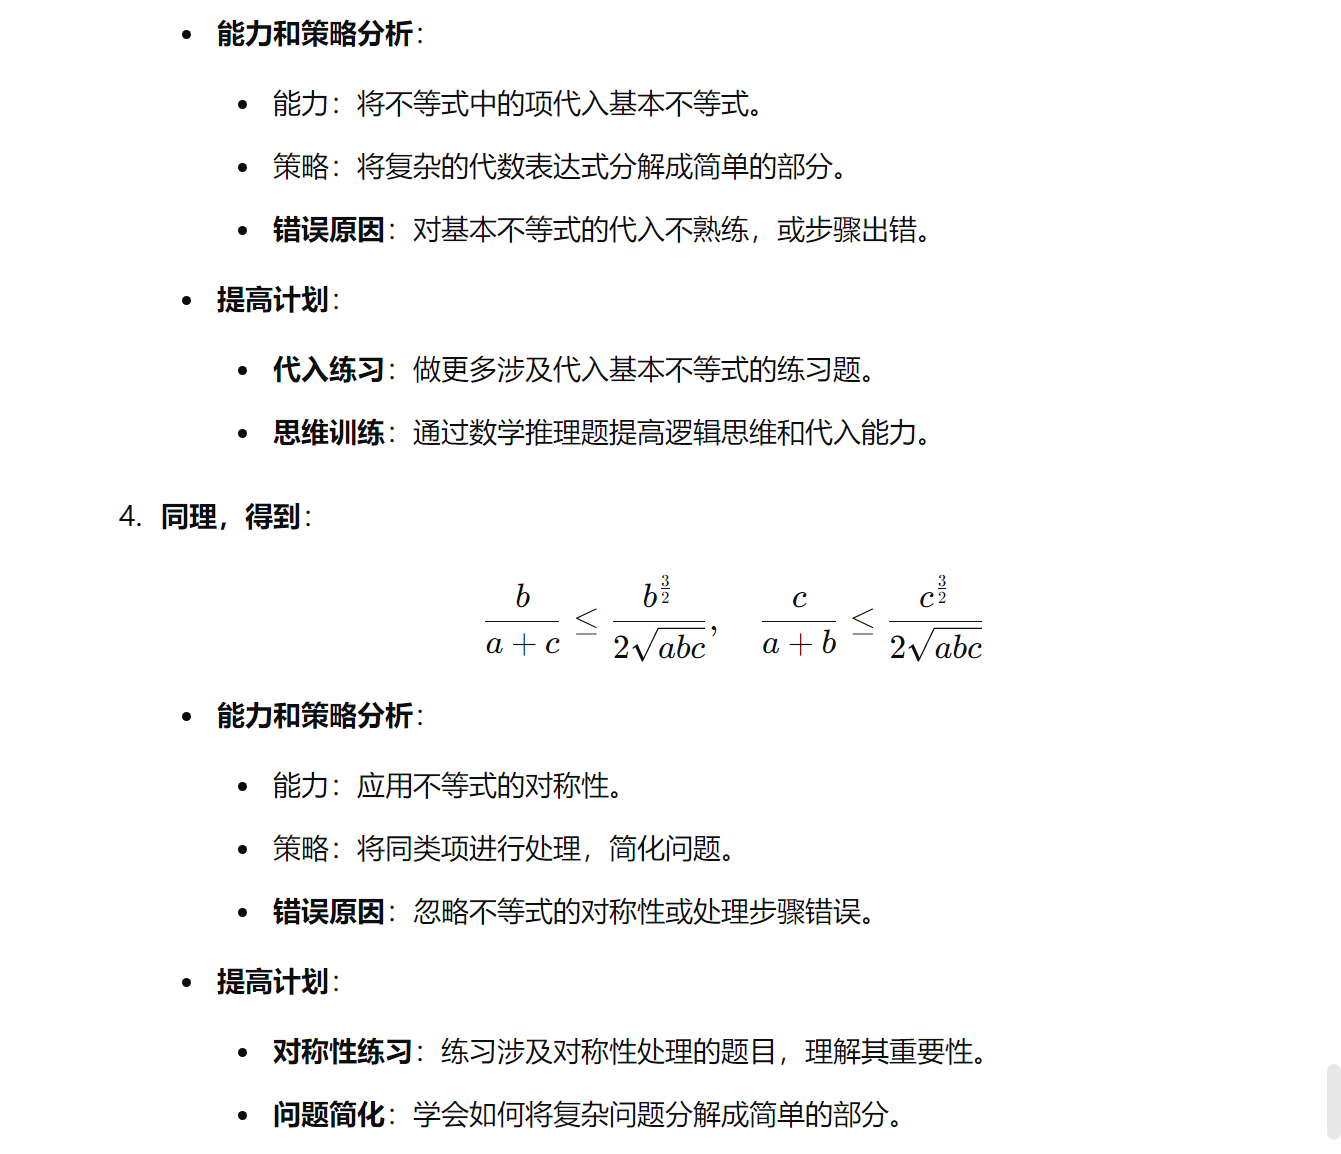 • 能力和策略分析：
• 能力：将不等式中的项代入基本不等式。
• 策略：将复杂的代数表达式分解成简单的部分。
• 错误原因：对基本不等式的代入不熟练，或步骤出错。
• 提高计划：
• 代入练习：做更多涉及代入基本不等式的练习题。
• 思维训练：通过数学推理题提高逻辑思维和代入能力。
4. 同理，得到：
$\frac{b}{a+c} \leq \frac{b^{\frac{3}{2}}}{2\sqrt{abc}}, \quad \frac{c}{a+b} \leq \frac{c^{\frac{3}{2}}}{2\sqrt{abc}}$
• 能力和策略分析：
• 能力：应用不等式的对称性。
• 策略：将同类项进行处理，简化问题。
• 错误原因：忽略不等式的对称性或处理步骤错误。
• 提高计划：
• 对称性练习：练习涉及对称性处理的题目，理解其重要性。
• 问题简化：学会如何将复杂问题分解成简单的部分。